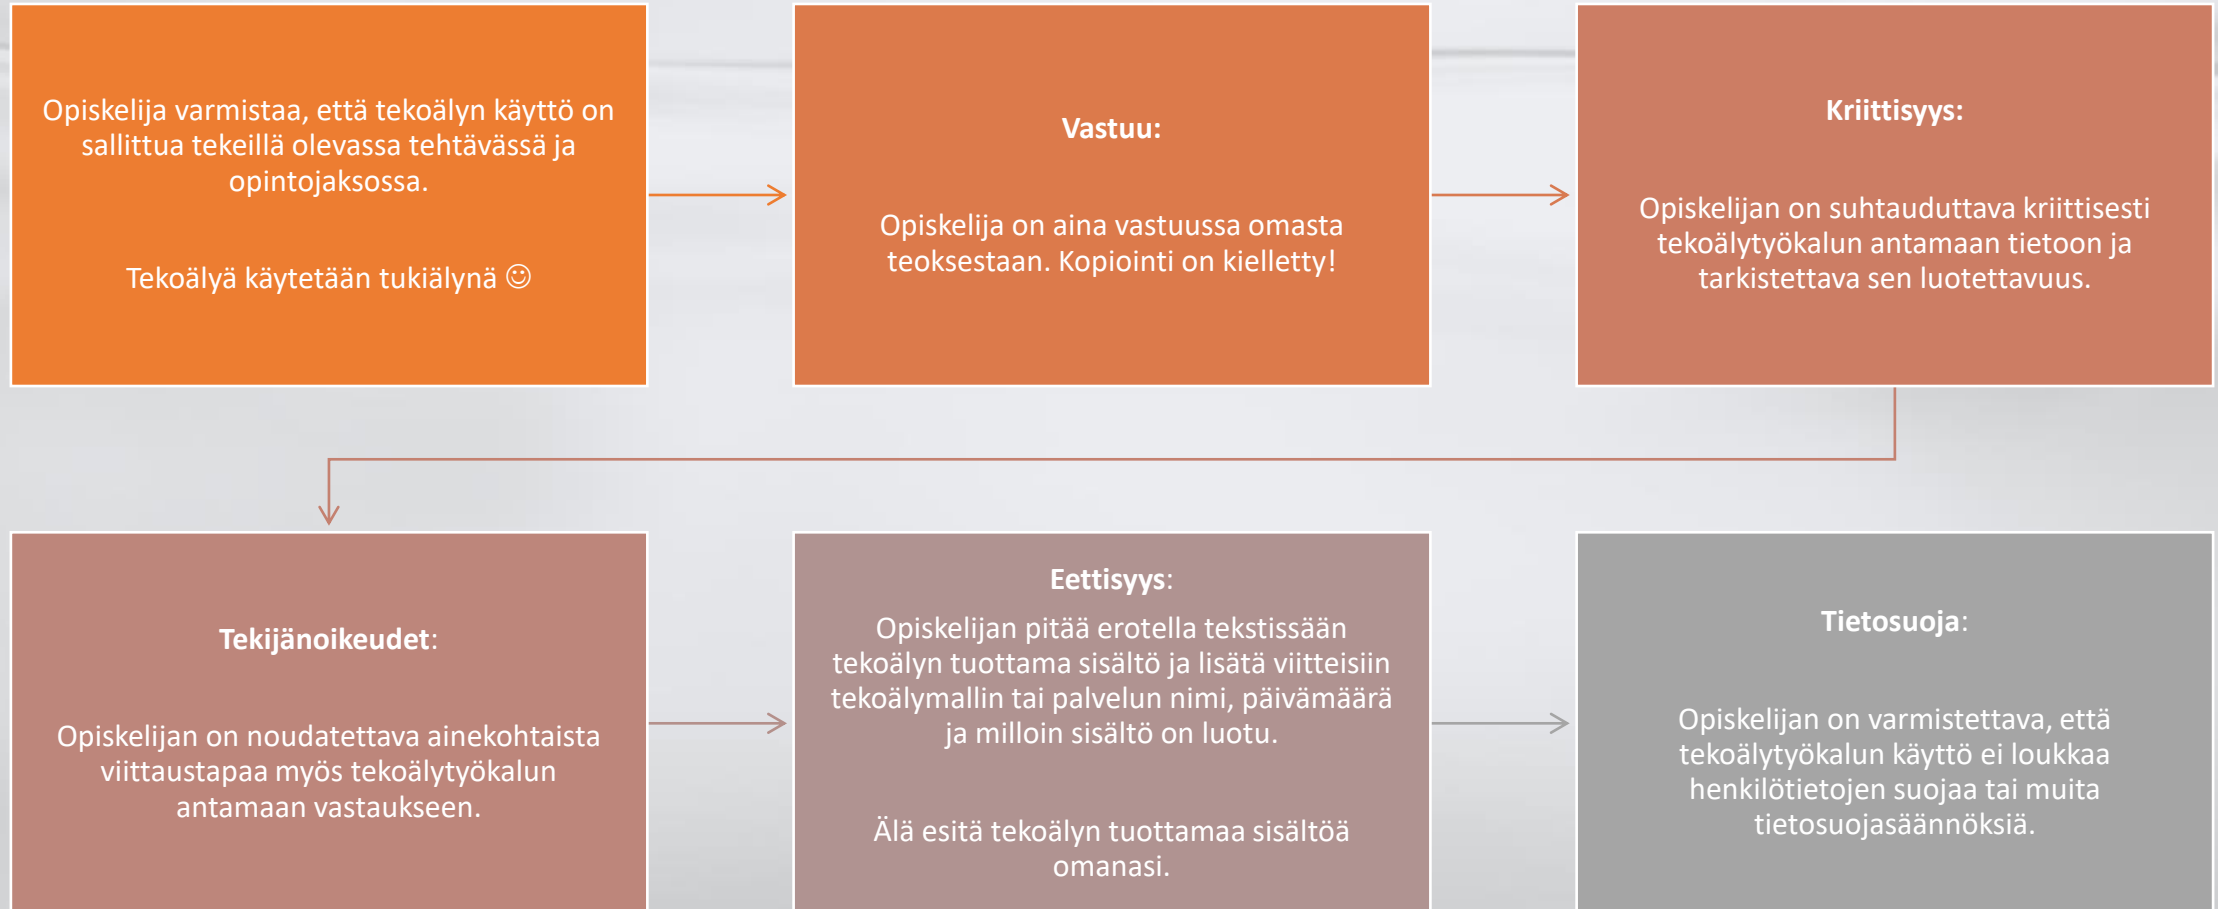 Opiskelija varmistaa, että tekoälyn käyttö on
sallittua tekeillä olevassa tehtävässä ja
opintojaksossa.
Tekoälyä käytetään tukiälynä ☺
Vastuu:
Opiskelija on aina vastuussa omasta
teoksestaan. Kopiointi on kielletty!
Kriittisyys:
Opiskelijan on suhtauduttava kriittisesti
tekoälytyökalun antamaan tietoon ja
tarkistettava sen luotettavuus.
Tekijänoikeudet:
Opiskelijan on noudatettava ainekohtaista
viittaustapaa myös tekoälytyökalun
antamaan vastaukseen.
Eettisyys:
Opiskelijan pitää erotella tekstissään
tekoälyn tuottama sisältö ja lisätä viitteisiin
tekoälymallin tai palvelun nimi, päivämäärä
ja milloin sisältö on luotu.
Älä esitä tekoälyn tuottamaa sisältöä
omanasi.
Tietosuoja:
Opiskelijan on varmistettava, että
tekoälytyökalun käyttö ei loukkaa
henkilötietojen suojaa tai muita
tietosuojasäännöksiä.